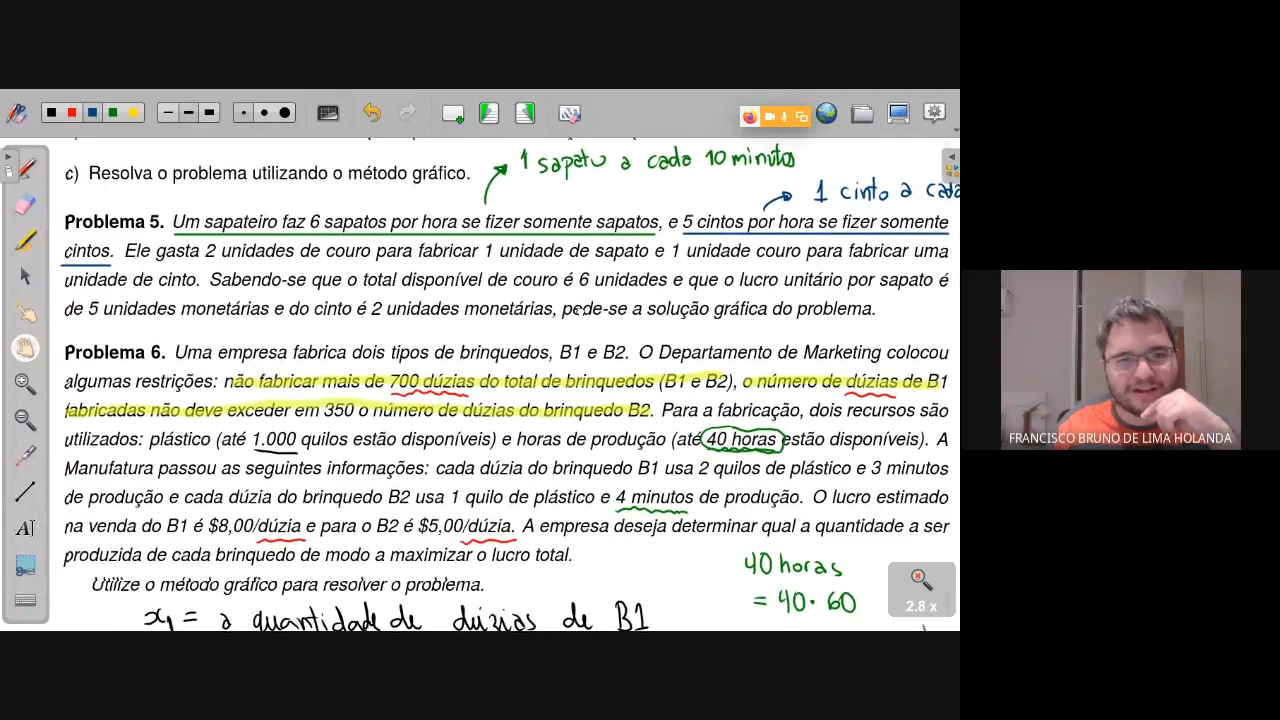 1 sapato a cada 10 minutos
c) Resolva o problema utilizando o método gráfico.
1 cinto a cada
Problema 5. Um sapateiro faz 6 sapatos por hora se fizer somente sapatos, e 5 cintos por hora se fizer somente
cintos. Ele gasta 2 unidades de couro para fabricar 1 unidade de sapato e 1 unidade couro para fabricar uma
unidade de cinto. Sabendo-se que o total disponível de couro é 6 unidades e que o lucro unitário por sapato é
de 5 unidades monetárias e do cinto é 2 unidades monetárias, pede-se a solução gráfica do problema.
Problema 6. Uma empresa fabrica dois tipos de brinquedos, B1 e B2. O Departamento de Marketing colocou
algumas restrições: não fabricar mais de 700 dúzias do total de brinquedos (B1 e B2), o número de dúzias de B1
fabricadas não deve exceder em 350 o número de dúzias do brinquedo B2. Para a fabricação, dois recursos são
utilizados: plástico (até 1.000 quilos estão disponíveis) e horas de produção (até 40 horas estão disponíveis). A
Manufatura passou as seguintes informações: cada dúzia do brinquedo B1 usa 2 quilos de plástico e 3 minutos
de produção e cada dúzia do brinquedo B2 usa 1 quilo de plástico e 4 minutos de produção. O lucro estimado
na venda do B1 é $8,00/dúzia e para o B2 é $5,00/dúzia. A empresa deseja determinar qual a quantidade a ser
produzida de cada brinquedo de modo a maximizar o lucro total.
40 horas
Utilize o método gráfico para resolver o problema.
= 40 · 60
x1 = a quantidade de dúzias de B1
2.8 x
FRANCISCO BRUNO DE LIMA HOLANDA